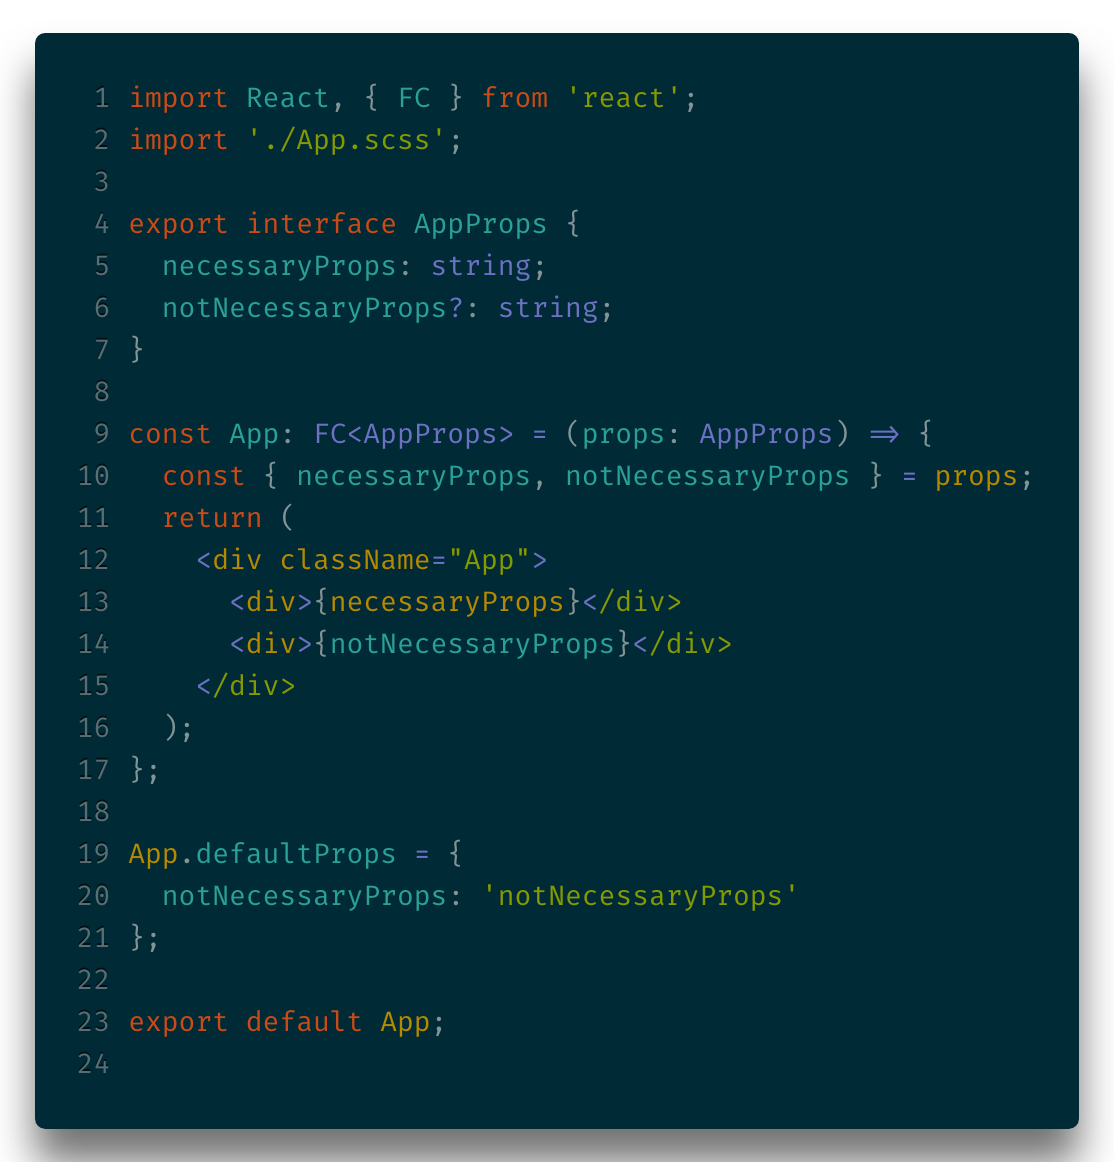 1 import React, { FC } from 'react';
2 import './App.scss';
3
4 export interface AppProps {
5   necessaryProps: string;
6   notNecessaryProps?: string;
7 }
8
9 const App: FC<AppProps> = (props: AppProps) => {
10   const { necessaryProps, notNecessaryProps } = props;
11   return (
12     <div className="App">
13       <div>{necessaryProps}</div>
14       <div>{notNecessaryProps}</div>
15     </div>
16   );
17 };
18
19 App.defaultProps = {
20   notNecessaryProps: 'notNecessaryProps'
21 };
22
23 export default App;
24